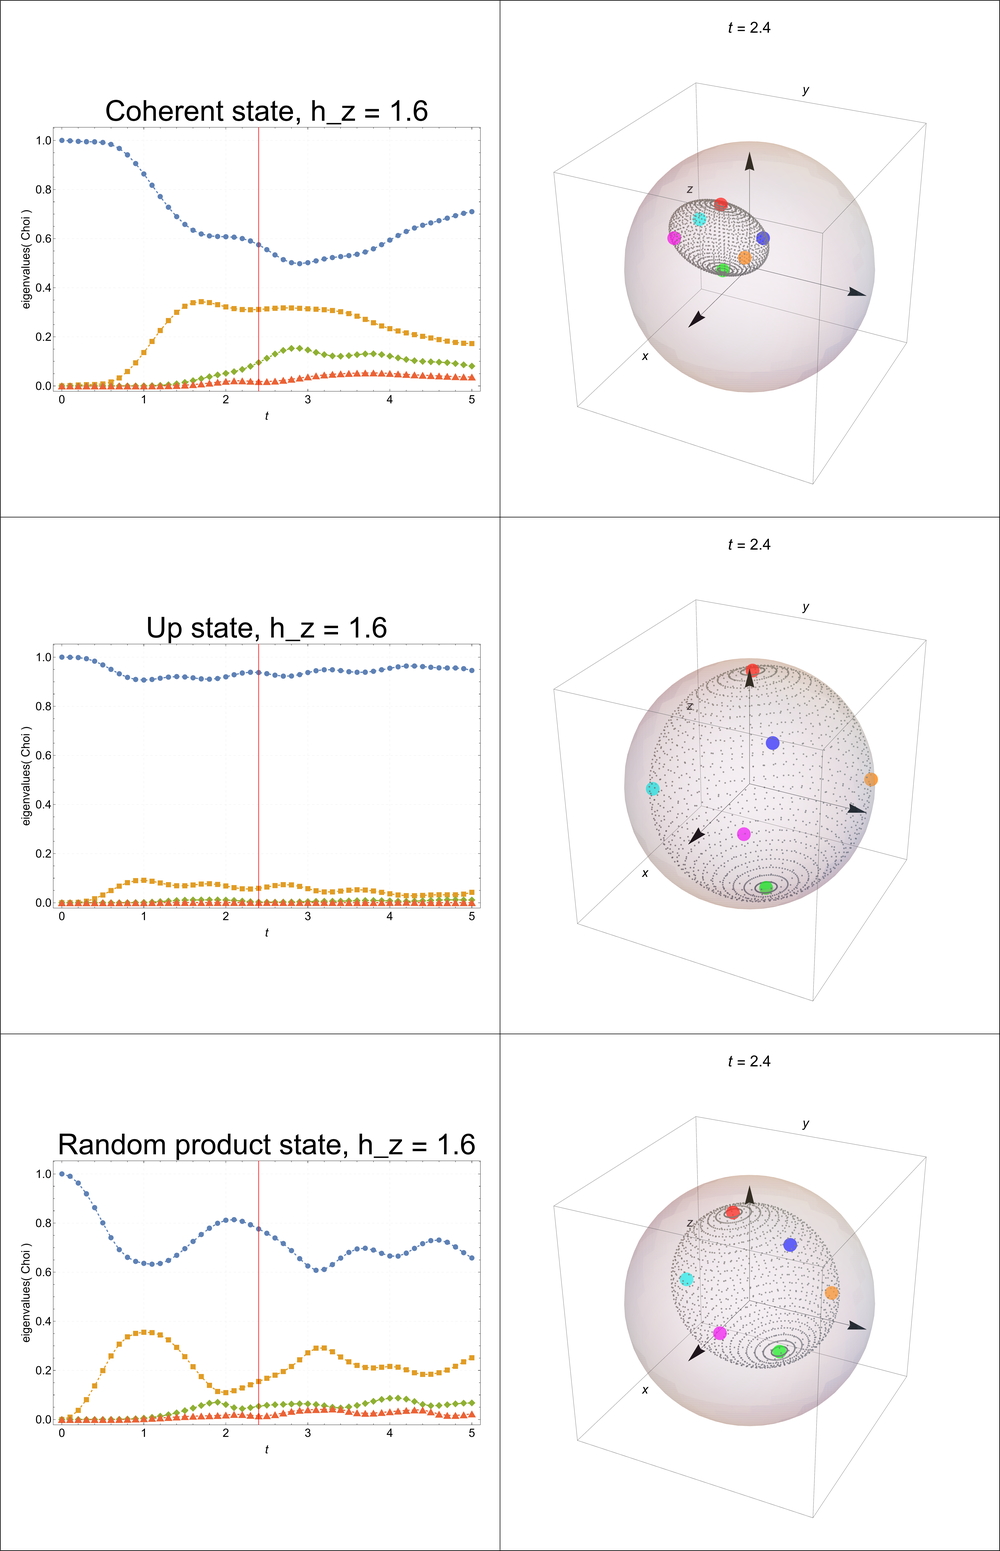 Coherent state, h_z = 1.6
eigenvalues( Choi )
1.0
0.8
0.6
0.4
0.2
0.0
0 1 2 3 4 5
t
t = 2.4
y
z
x
Up state, h_z = 1.6
eigenvalues( Choi )
1.0
0.8
0.6
0.4
0.2
0.0
0 1 2 3 4 5
t
t = 2.4
y
z
x
Random product state, h_z = 1.6
eigenvalues( Choi )
1.0
0.8
0.6
0.4
0.2
0.0
0 1 2 3 4 5
t
t = 2.4
y
z
x